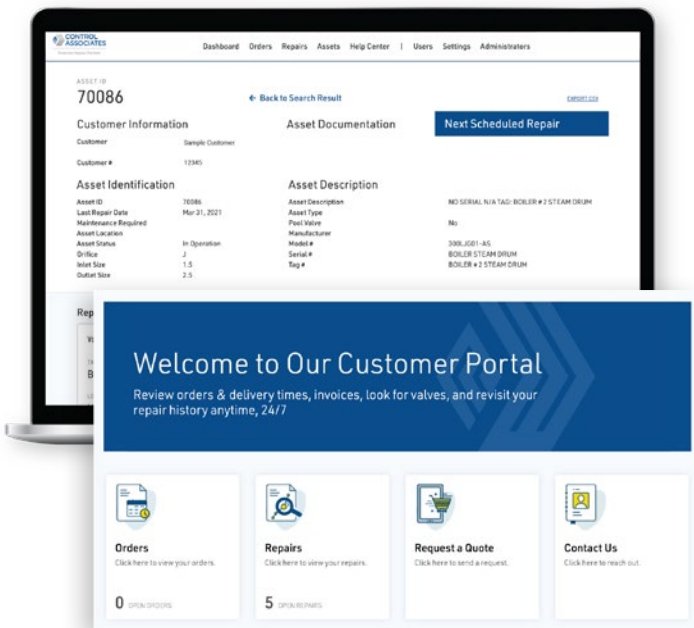 CONTROL
ASSOCIATES
Dashboard Orders Repairs Assets Help Center | Users Settings Administrators
ASSET ID
70086
← Back to Search Result
EXPORT CSV
Customer Information
Asset Documentation
Next Scheduled Repair
Customer Sample Customer
Customer # 12345
Asset Identification
Asset Description
Asset ID 70086
Asset Description NO SERIAL N/A TAG: BOILER # 2 STEAM DRUM
Last Repair Date Mar 31, 2021
Asset Type
Maintenance Required
Pool Valve No
Asset Location
Manufacturer
Asset Status In Operation
Model # 300LJG01-AS
Orifice J
Serial # BOILER STEAM DRUM
Inlet Size 1.5
Tag # BOILER # 2 STEAM DRUM
Outlet Size 2.5
Rep
Welcome to Our Customer Portal
Review orders & delivery times, invoices, look for valves, and revisit your
repair history anytime, 24/7
Orders
Click here to view your orders.
0 OPEN ORDERS
Repairs
Click here to view your repairs.
5 OPEN REPAIRS
Request a Quote
Click here to send a request.
Contact Us
Click here to reach out.